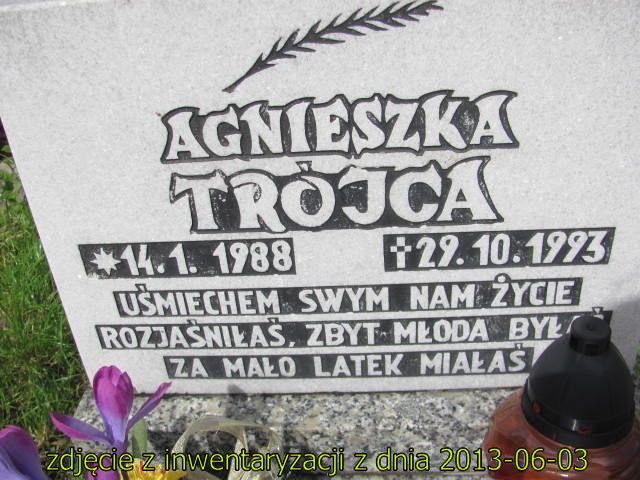 AGNIESZKA
TRÓJCA
*14.1.1988 †29.10.1993
UŚMIECHEM SWYM NAM ŻYCIE
ROZJAŚNIŁAŚ, ZBYT MŁODA BYŁAŚ
ZA MAŁO LATEK MIAŁAŚ
zdjęcie z inwentaryzacji z dnia 2013-06-03